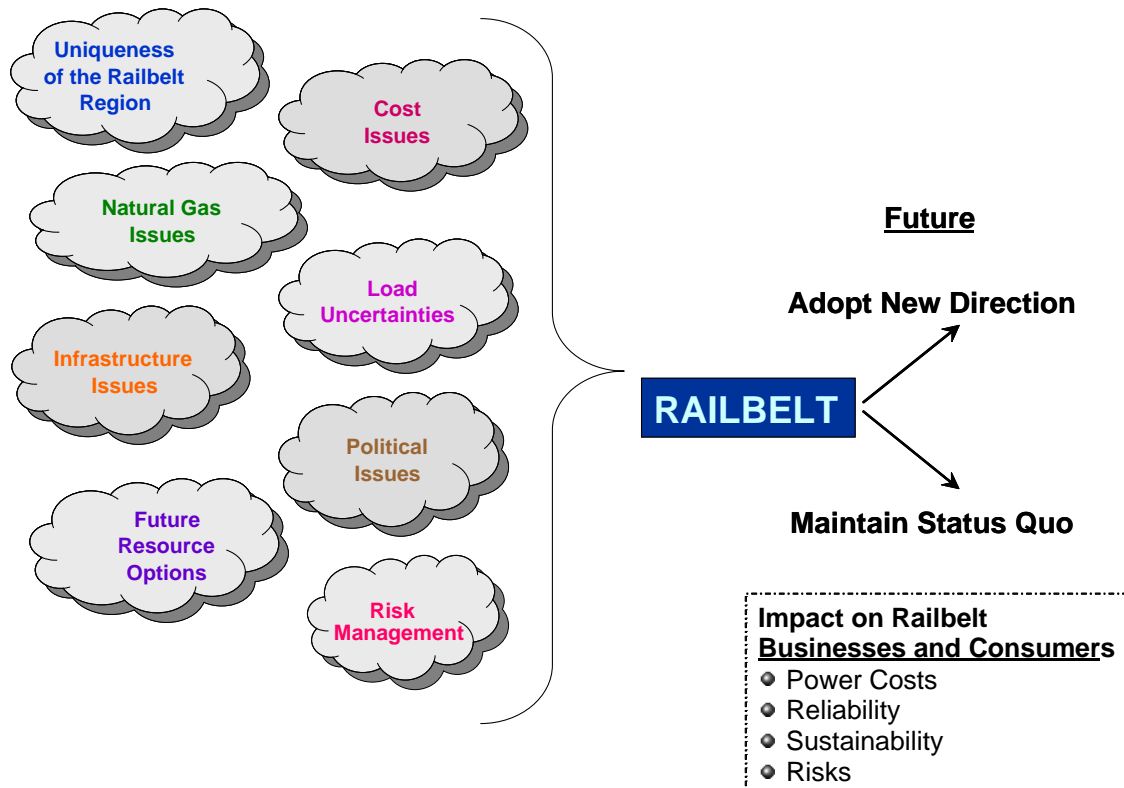 Uniqueness
of the Railbelt
Region
Cost
Issues
Natural Gas
Issues
Load
Uncertainties
Infrastructure
Issues
Political
Issues
Future
Resource
Options
Risk
Management
RAILBELT
Future
Adopt New Direction
Maintain Status Quo
Impact on Railbelt
Businesses and Consumers
Power Costs
Reliability
Sustainability
Risks